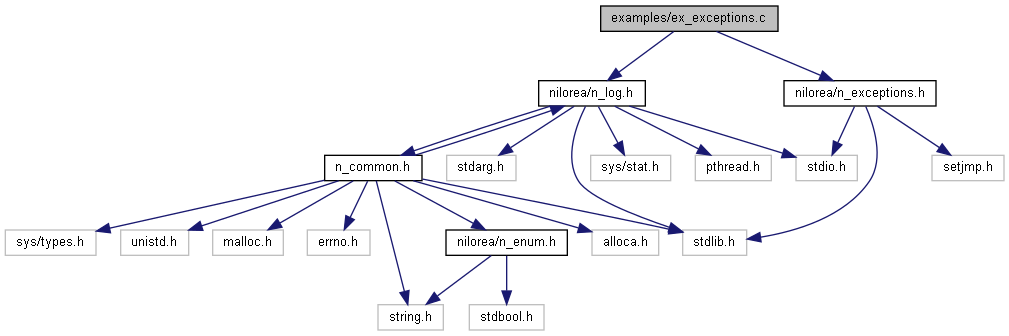 examples/ex_exceptions.c
nilorea/n_log.h
nilorea/n_exceptions.h
n_common.h
stdarg.h
sys/stat.h
pthread.h
stdio.h
setjmp.h
sys/types.h
unistd.h
malloc.h
errno.h
nilorea/n_enum.h
alloca.h
stdlib.h
string.h
stdbool.h